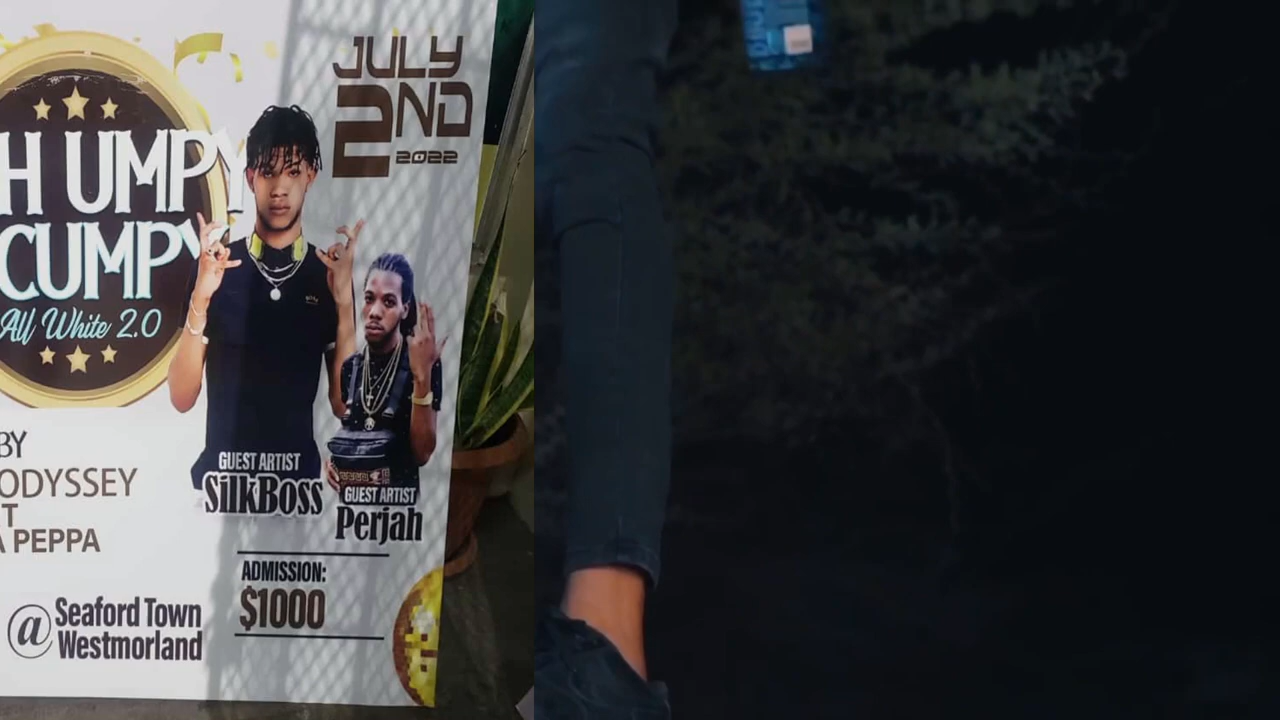 H UMPY
CUMPY
All White 2.0
JULY
2ND
2022
BY
ODYSSEY
T
A PEPPA
GUEST ARTIST
SilkBoss
GUEST ARTIST
Perjah
ADMISSION:
$1000
@ Seaford Town
Westmorland